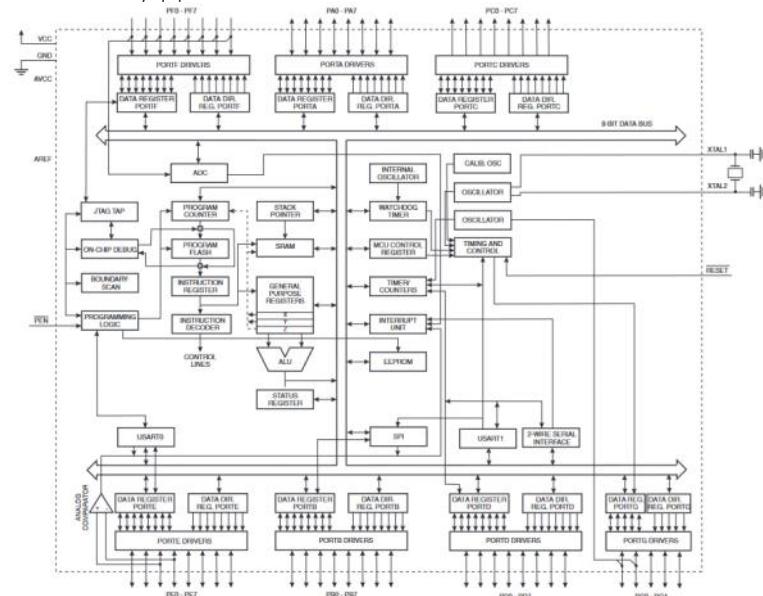 PF0 - PF7
PA0 - PA7
PC0 - PC7
VCC
GND
AVCC
AREF
PORTF DRIVERS
PORTA DRIVERS
PORTC DRIVERS
DATA REGISTER
PORTF
DATA DIR.
REG. PORTF
DATA REGISTER
PORTA
DATA DIR.
REG. PORTA
DATA REGISTER
PORTC
DATA DIR.
REG. PORTC
8-BIT DATA BUS
XTAL1
XTAL2
RESET
ADC
INTERNAL
OSCILLATOR
CALIB. OSC
OSCILLATOR
OSCILLATOR
JTAG TAP
PROGRAM
COUNTER
STACK
POINTER
WATCHDOG
TIMER
TIMING AND
CONTROL
ON-CHIP DEBUG
PROGRAM
FLASH
SRAM
MCU CONTROL
REGISTER
BOUNDARY
SCAN
INSTRUCTION
REGISTER
GENERAL
PURPOSE
REGISTERS
X
Y
Z
TIMER/
COUNTERS
PEN
PROGRAMMING
LOGIC
INSTRUCTION
DECODER
INTERRUPT
UNIT
CONTROL
LINES
ALU
EEPROM
STATUS
REGISTER
USART0
SPI
USART1
2-WIRE SERIAL
INTERFACE
ANALOG
COMPARATOR
DATA REGISTER
PORTE
DATA DIR.
REG. PORTE
DATA REGISTER
PORTB
DATA DIR.
REG. PORTB
DATA REGISTER
PORTD
DATA DIR.
REG. PORTD
DATA REG.
PORTG
DATA DIR.
REG. PORTG
PORTE DRIVERS
PORTB DRIVERS
PORTD DRIVERS
PORTG DRIVERS